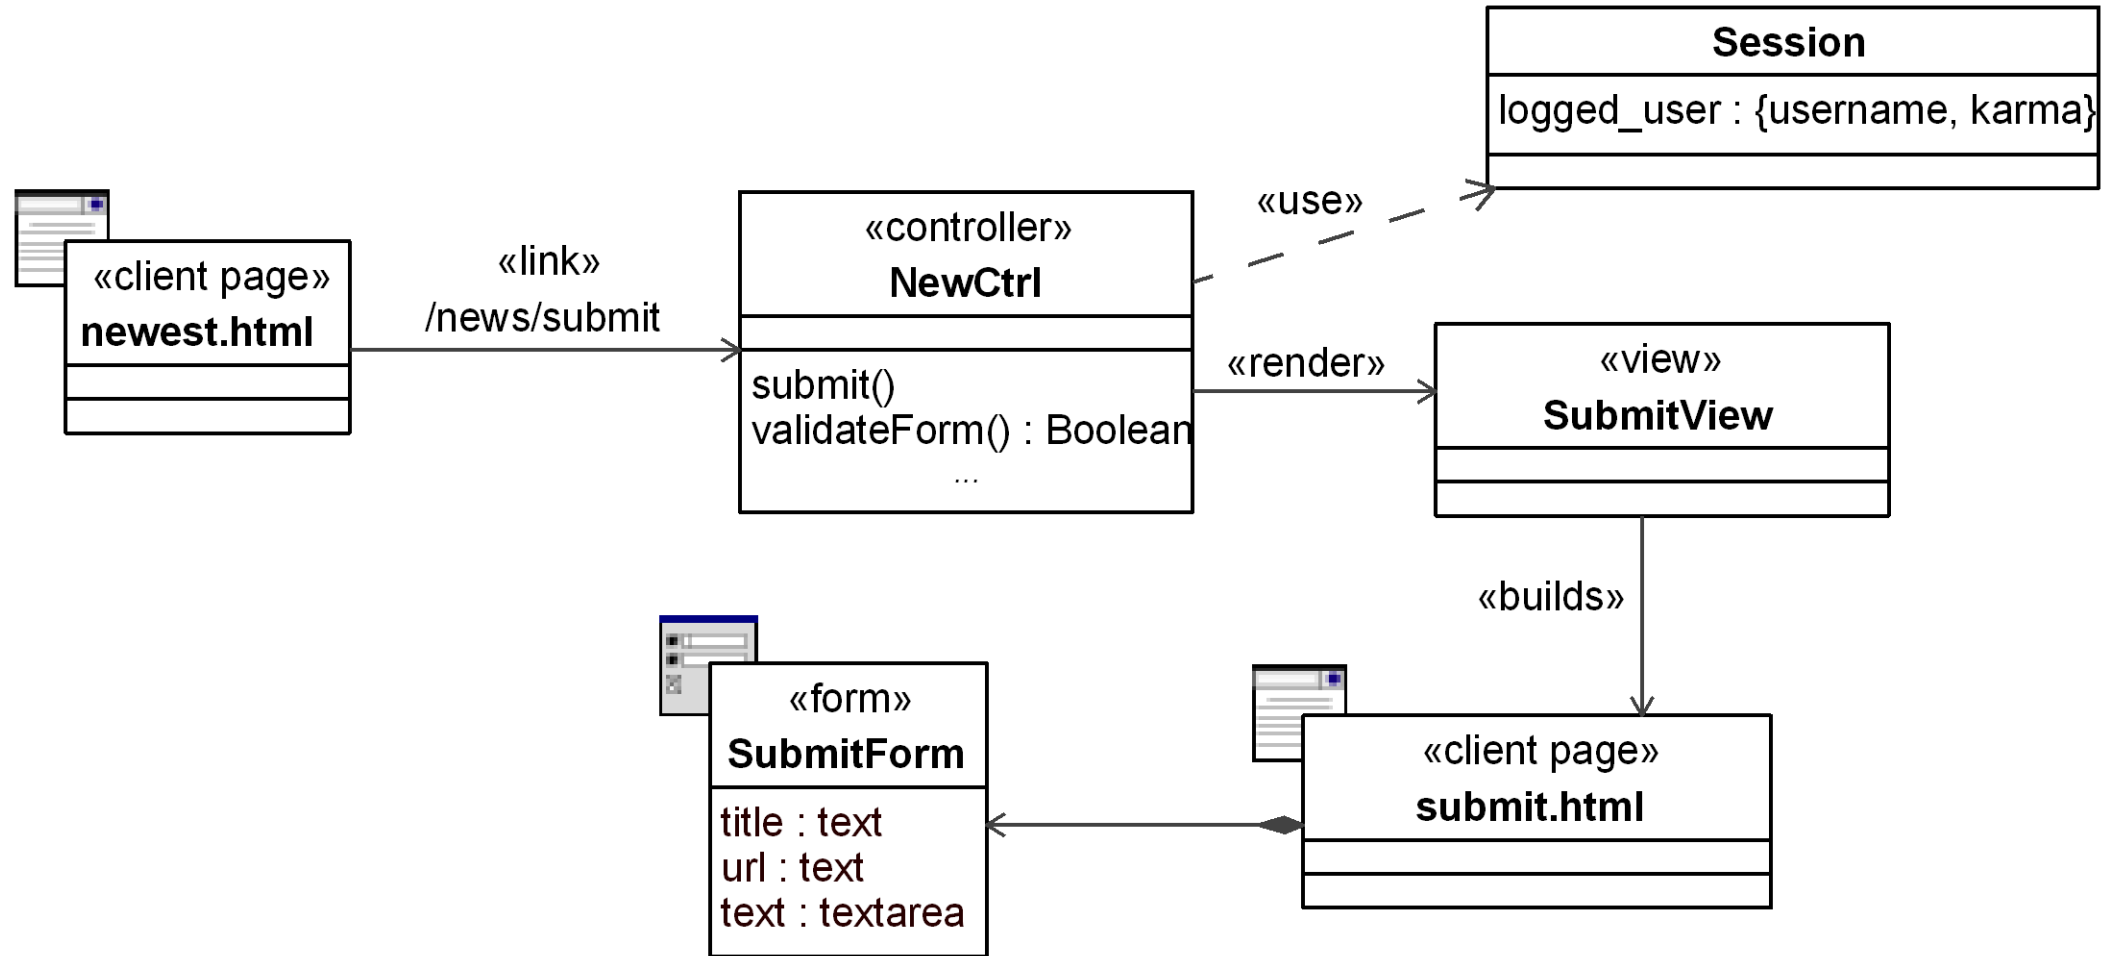 Session
logged_user : {username, karma}
«use»
«client page»
newest.html
«link»
/news/submit
«controller»
NewCtrl
submit()
validateForm() : Boolean
...
«render»
«view»
SubmitView
«builds»
«form»
SubmitForm
title : text
url : text
text : textarea
«client page»
submit.html